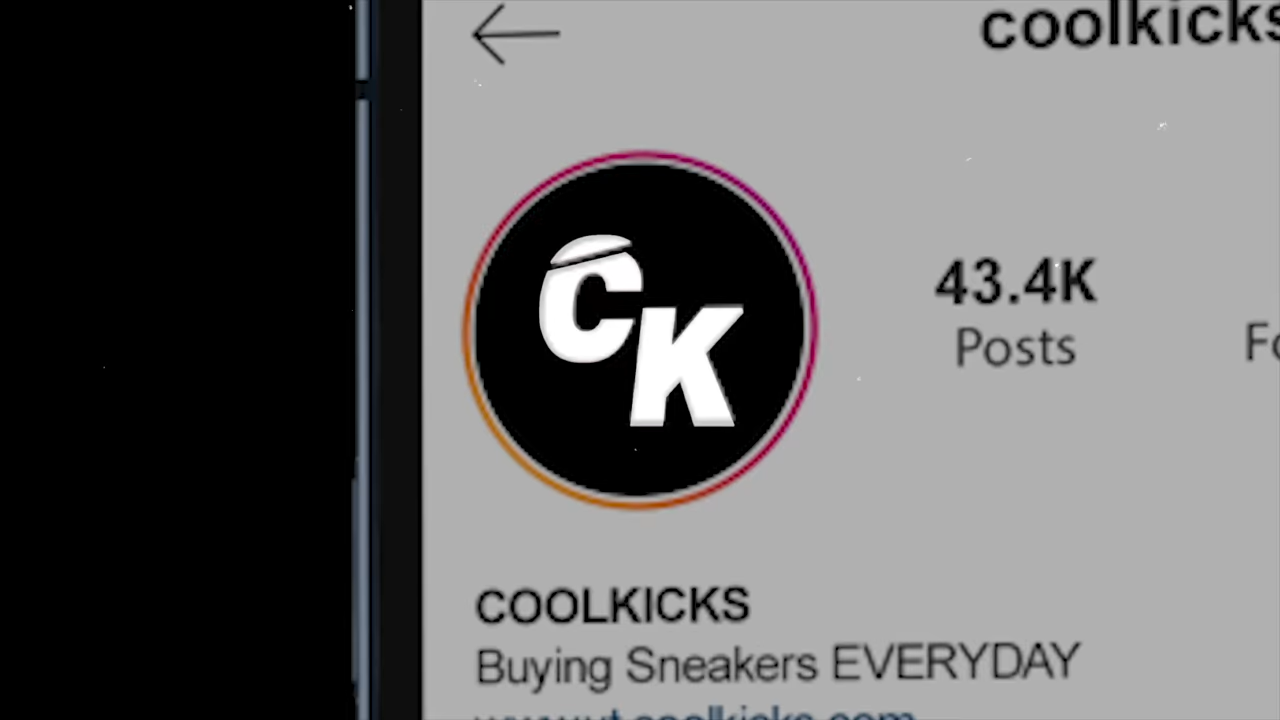 coolkicks
CK
43.4K
Posts
COOLKICKS
Buying Sneakers EVERYDAY